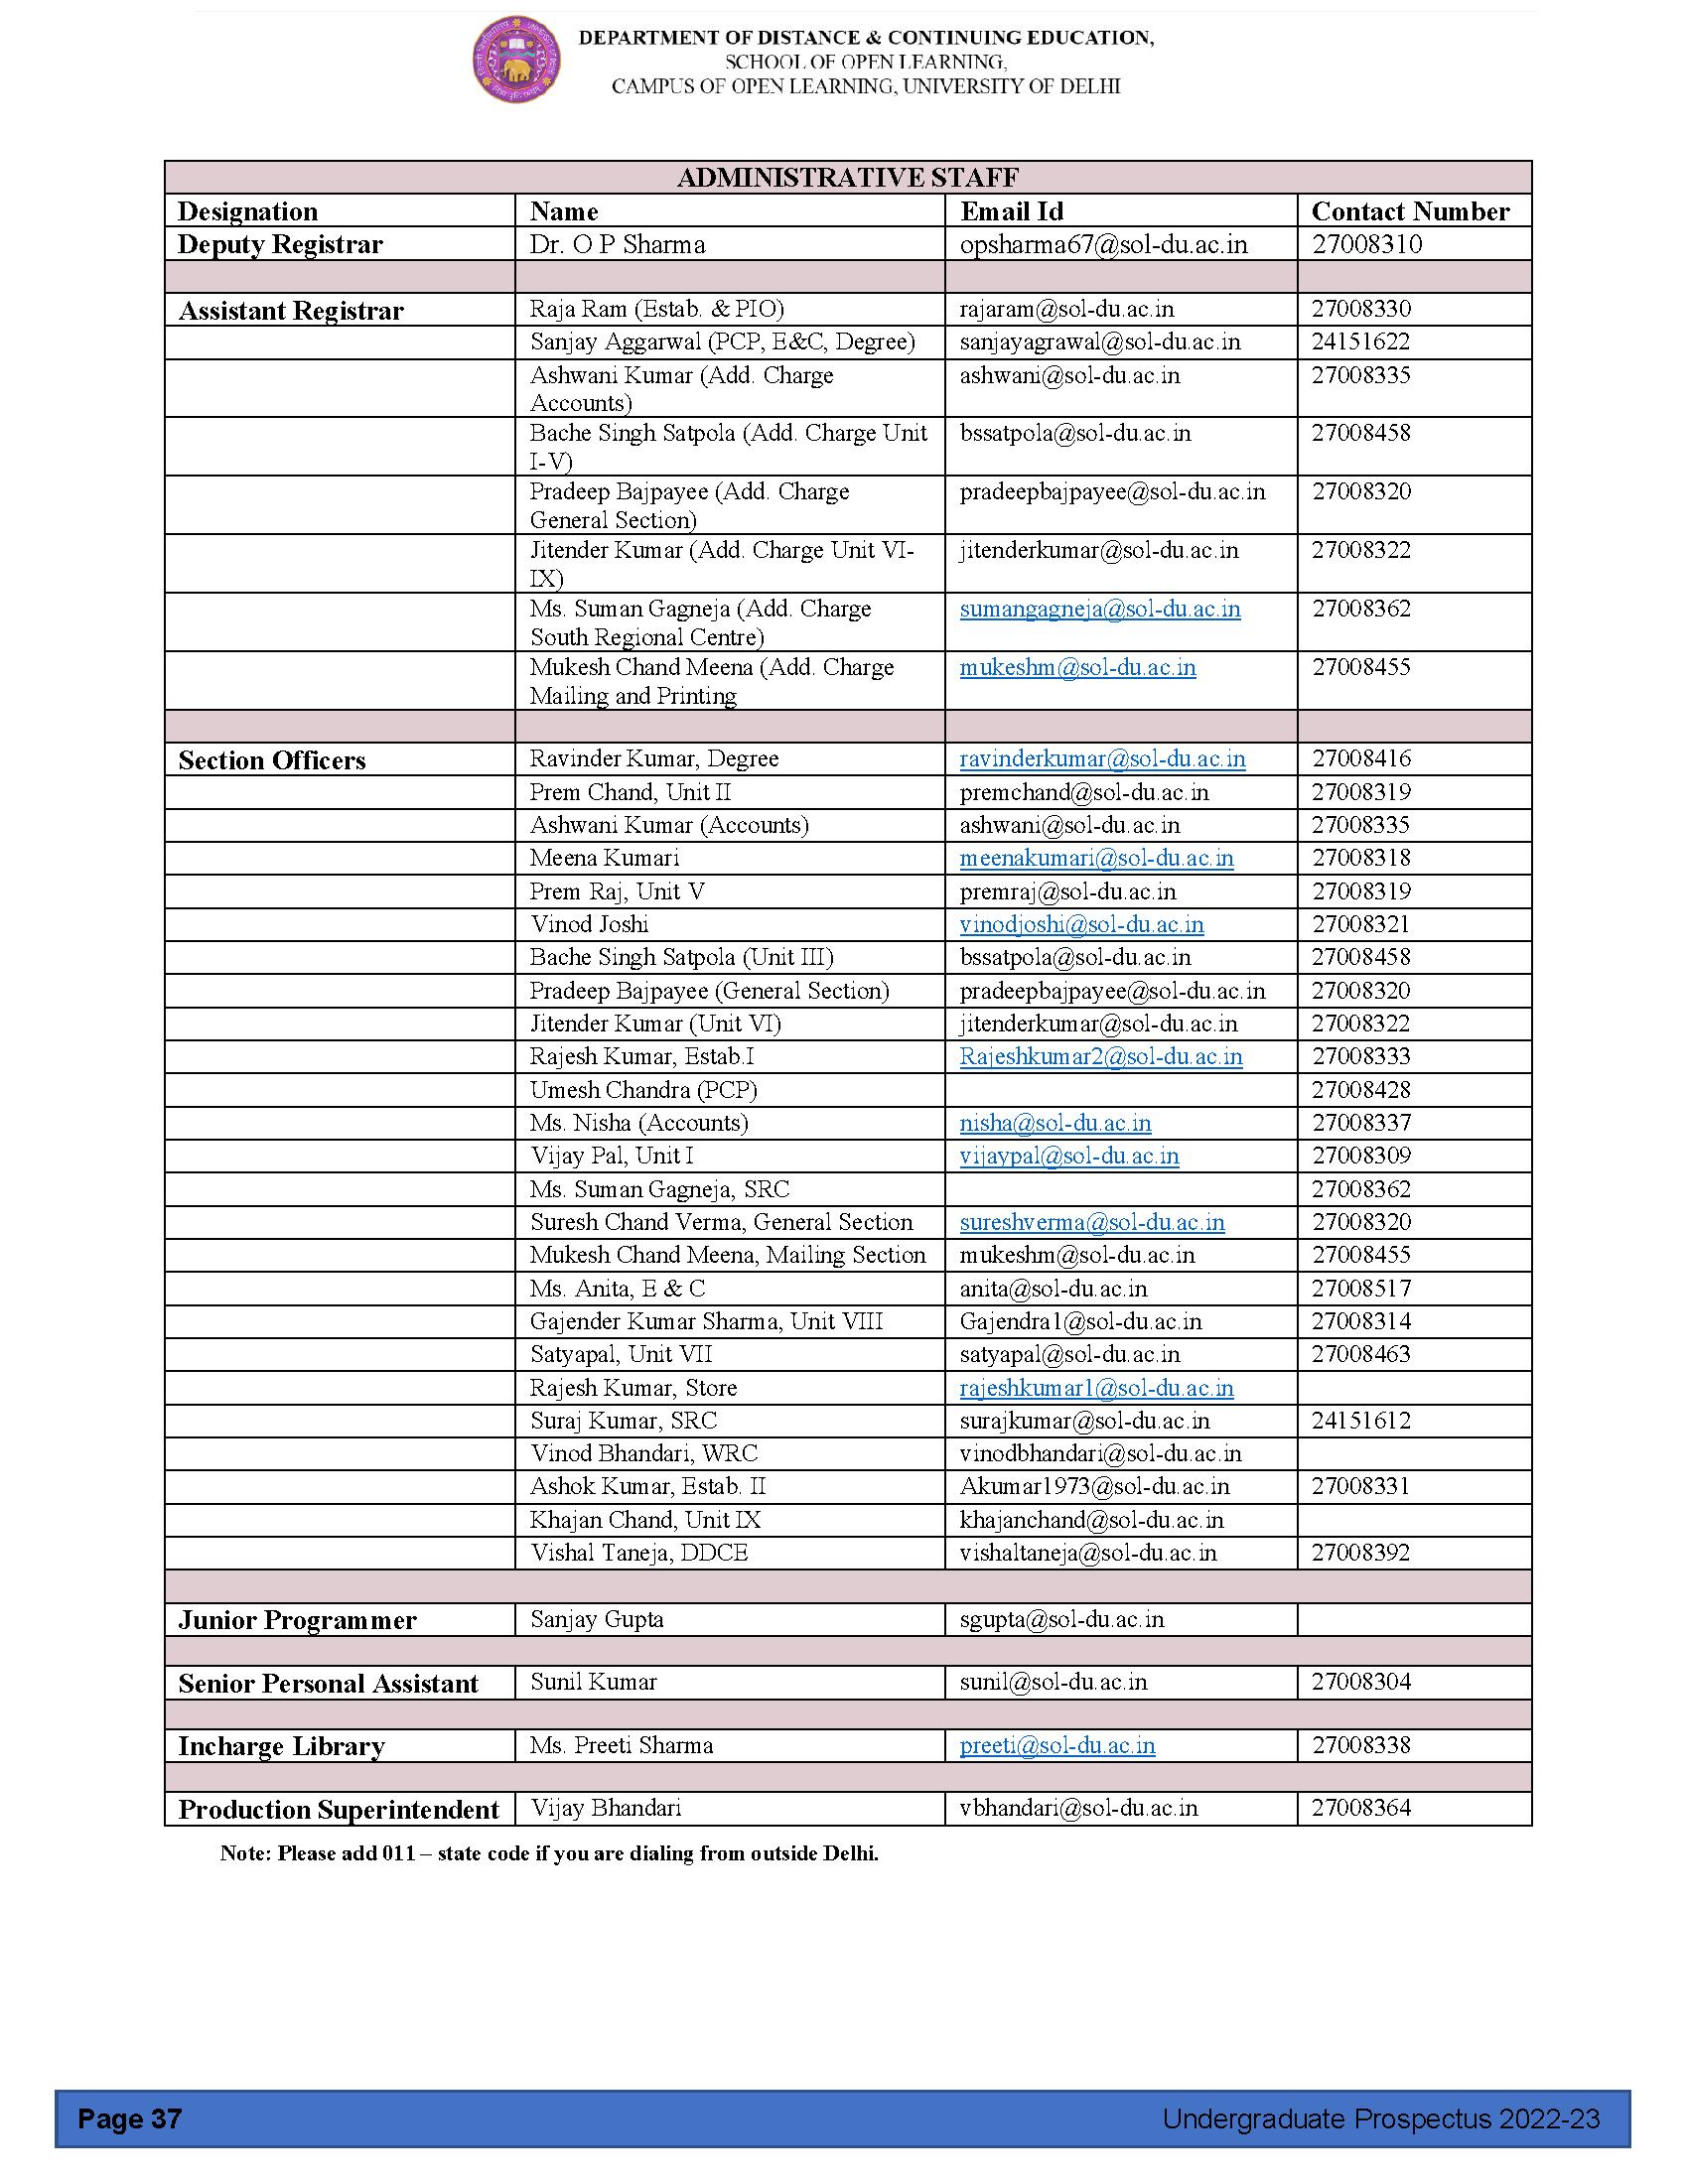 DEPARTMENT OF DISTANCE & CONTINUING EDUCATION,
SCHOOL OF OPEN LEARNING,
CAMPUS OF OPEN LEARNING, UNIVERSITY OF DELHI
ADMINISTRATIVE STAFF
Designation Name Email Id Contact Number
Deputy Registrar Dr. O P Sharma opsharma67@sol-du.ac.in 27008310
Assistant Registrar Raja Ram (Estab. & PIO) rajaram@sol-du.ac.in 27008330
Sanjay Aggarwal (PCP, E&C, Degree) sanjayagrawal@sol-du.ac.in 24151622
Ashwani Kumar (Add. Charge ashwani@sol-du.ac.in 27008335
Accounts)
Bache Singh Satpola (Add. Charge Unit bssatpola@sol-du.ac.in 27008458
I-V)
Pradeep Bajpayee (Add. Charge pradeepbajpayee@sol-du.ac.in 27008320
General Section)
Jitender Kumar (Add. Charge Unit VI- jitenderkumar@sol-du.ac.in 27008322
IX)
Ms. Suman Gagneja (Add. Charge sumangagneja@sol-du.ac.in 27008362
South Regional Centre)
Mukesh Chand Meena (Add. Charge mukeshm@sol-du.ac.in 27008455
Mailing and Printing
Section Officers Ravinder Kumar, Degree ravinderkumar@sol-du.ac.in 27008416
Prem Chand, Unit II premchand@sol-du.ac.in 27008319
Ashwani Kumar (Accounts) ashwani@sol-du.ac.in 27008335
Meena Kumari meenakumari@sol-du.ac.in 27008318
Prem Raj, Unit V premraj@sol-du.ac.in 27008319
Vinod Joshi vinodjoshi@sol-du.ac.in 27008321
Bache Singh Satpola (Unit III) bssatpola@sol-du.ac.in 27008458
Pradeep Bajpayee (General Section) pradeepbajpayee@sol-du.ac.in 27008320
Jitender Kumar (Unit VI) jitenderkumar@sol-du.ac.in 27008322
Rajesh Kumar, Estab.I Rajeshkumar2@sol-du.ac.in 27008333
Umesh Chandra (PCP) 27008428
Ms. Nisha (Accounts) nisha@sol-du.ac.in 27008337
Vijay Pal, Unit I vijaypal@sol-du.ac.in 27008309
Ms. Suman Gagneja, SRC 27008362
Suresh Chand Verma, General Section sureshverma@sol-du.ac.in 27008320
Mukesh Chand Meena, Mailing Section mukeshm@sol-du.ac.in 27008455
Ms. Anita, E & C anita@sol-du.ac.in 27008517
Gajender Kumar Sharma, Unit VIII Gajendra1@sol-du.ac.in 27008314
Satyapal, Unit VII satyapal@sol-du.ac.in 27008463
Rajesh Kumar, Store rajeshkumar1@sol-du.ac.in
Suraj Kumar, SRC surajkumar@sol-du.ac.in 24151612
Vinod Bhandari, WRC vinodbhandari@sol-du.ac.in
Ashok Kumar, Estab. II Akumar1973@sol-du.ac.in 27008331
Khajan Chand, Unit IX khajanchand@sol-du.ac.in
Vishal Taneja, DDCE vishaltaneja@sol-du.ac.in 27008392
Junior Programmer Sanjay Gupta sgupta@sol-du.ac.in
Senior Personal Assistant Sunil Kumar sunil@sol-du.ac.in 27008304
Incharge Library Ms. Preeti Sharma preeti@sol-du.ac.in 27008338
Production Superintendent Vijay Bhandari vbhandari@sol-du.ac.in 27008364
Note: Please add 011 – state code if you are dialing from outside Delhi.
Page 37 Undergraduate Prospectus 2022-23